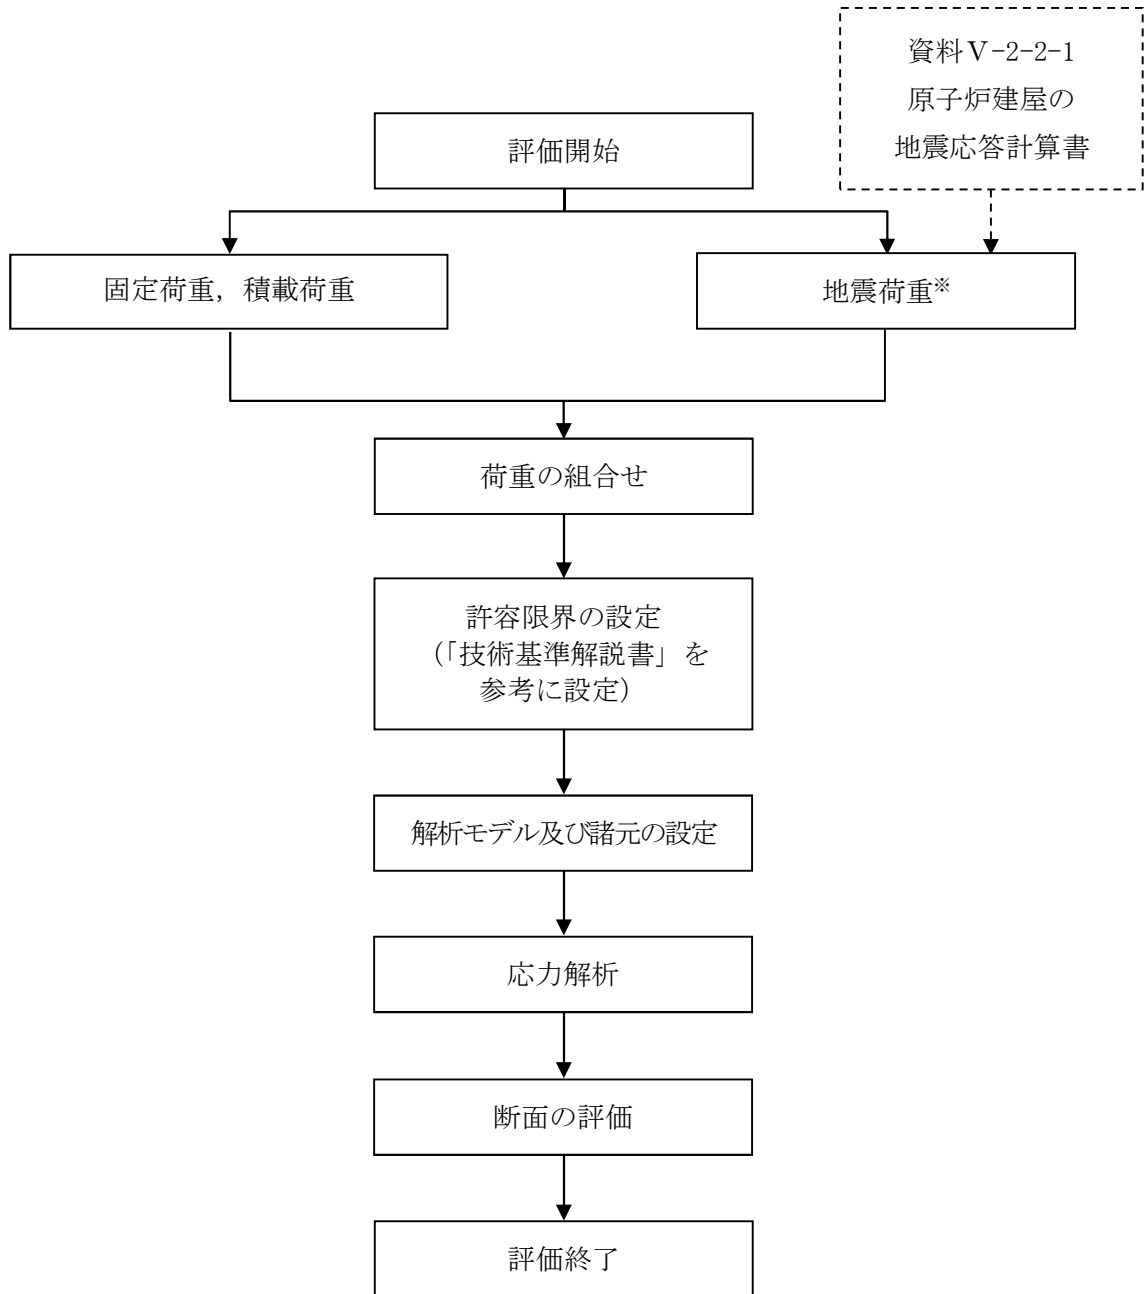 資料Ⅴ-2-2-1
原子炉建屋の
地震応答計算書
評価開始
固定荷重，積載荷重
地震荷重※
荷重の組合せ
許容限界の設定
（「技術基準解説書」を
参考に設定）
解析モデル及び諸元の設定
応力解析
断面の評価
評価終了